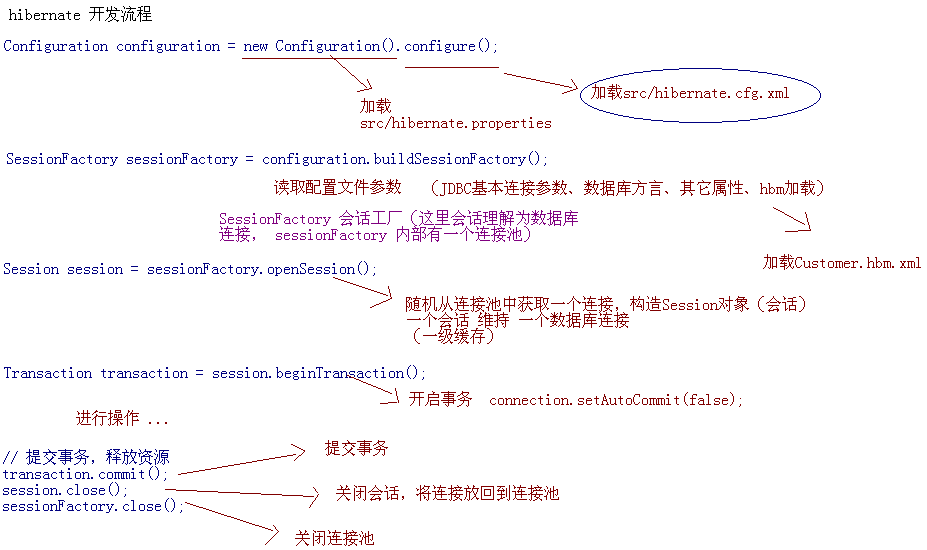 hibernate 开发流程
Configuration configuration = new Configuration().configure();
加载
src/hibernate.properties
加载src/hibernate.cfg.xml
SessionFactory sessionFactory = configuration.buildSessionFactory();
读取配置文件参数 （JDBC基本连接参数、数据库方言、其它属性、hbm加载）
SessionFactory 会话工厂（这里会话理解为数据库
连接， sessionFactory 内部有一个连接池）
加载Customer.hbm.xml
Session session = sessionFactory.openSession();
随机从连接池中获取一个连接，构造Session对象（会话）
一个会话 维持 一个数据库连接
（一级缓存）
Transaction transaction = session.beginTransaction();
开启事务 connection.setAutoCommit(false);
进行操作 ...
// 提交事务，释放资源
transaction.commit();
提交事务
session.close();
关闭会话，将连接放回到连接池
sessionFactory.close();
关闭连接池